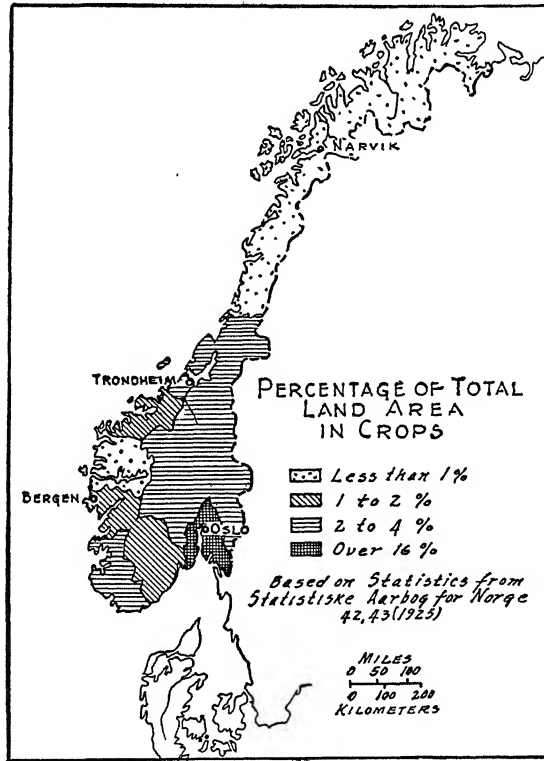 NARVIK
TRONDHEIM
PERCENTAGE OF TOTAL
LAND AREA
IN CROPS
Less than 1%
1 to 2 %
2 to 4 %
Over 16 %
BERGEN
OSLO
Based on Statistics from
Statistiske Aarbog for Norge
42,43 (1925)
MILES
0 50 100
0 100 200
KILOMETERS